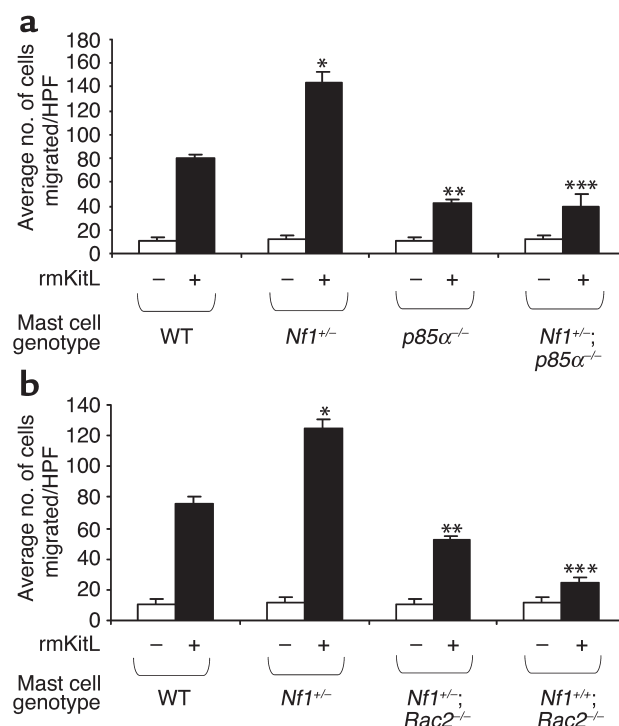 a
Average no. of cells
migrated/HPF
180
160
140
120
100
80
60
40
20
0
*
**
***
rmKitL − + − + − + − +
Mast cell
genotype
WT Nf1+/– p85α–/– Nf1+/–;
p85α–/–
b
Average no. of cells
migrated/HPF
140
120
100
80
60
40
20
0
*
**
***
rmKitL − + − + − + − +
Mast cell
genotype
WT Nf1+/– Nf1+/–; Nf1+/+;
Rac2–/– Rac2–/–